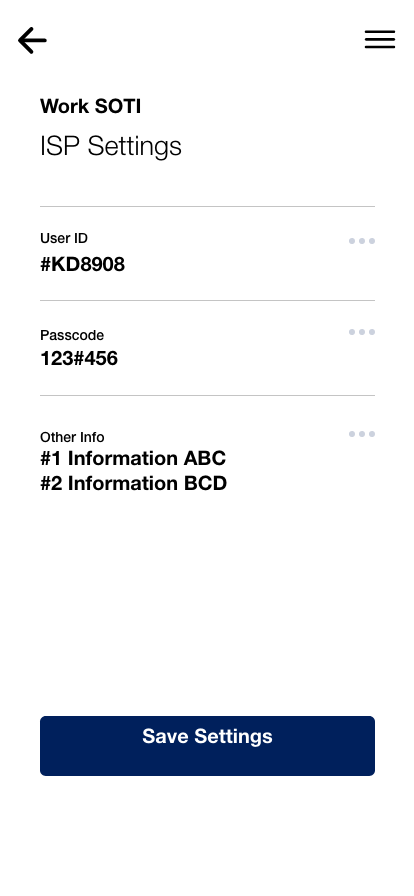 Work SOTI
ISP Settings
User ID
#KD8908
Passcode
123#456
Other Info
#1 Information ABC
#2 Information BCD
Save Settings